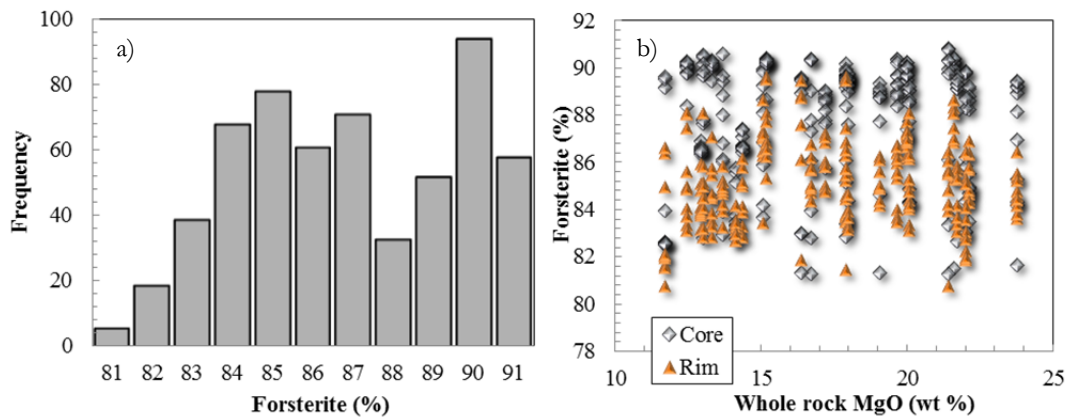 a)
Frequency
100
80
60
40
20
0
81 82 83 84 85 86 87 88 89 90 91
Forsterite (%)
b)
Forsterite (%)
92
90
88
86
84
82
80
78
Core
Rim
10 15 20 25
Whole rock MgO (wt %)